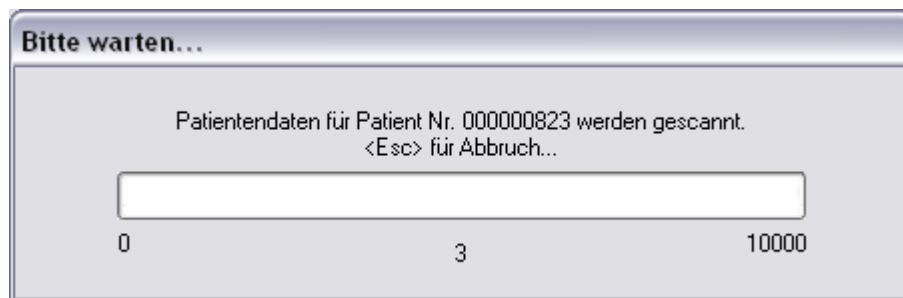 Bitte warten...
Patientendaten für Patient Nr. 000000823 werden gescannt.
<Esc> für Abbruch...
0 3 10000